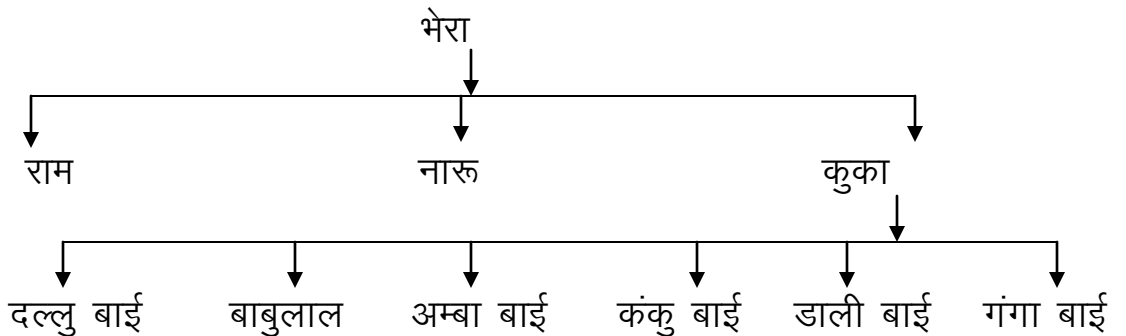 भेरा
राम नारू कुका
दल्लु बाई बाबुलाल अम्बा बाई कंकु बाई डाली बाई गंगा बाई